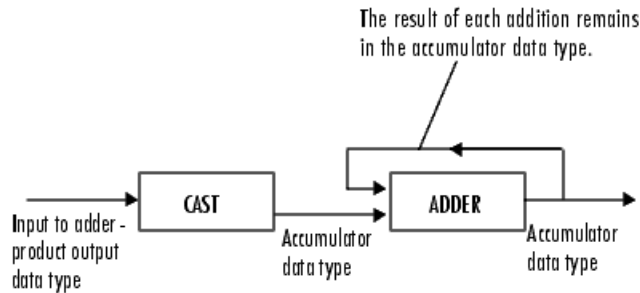 The result of each addition remains
in the accumulator data type.
CAST
ADDER
Input to adder -
product output
data type
Accumulator
data type
Accumulator
data type